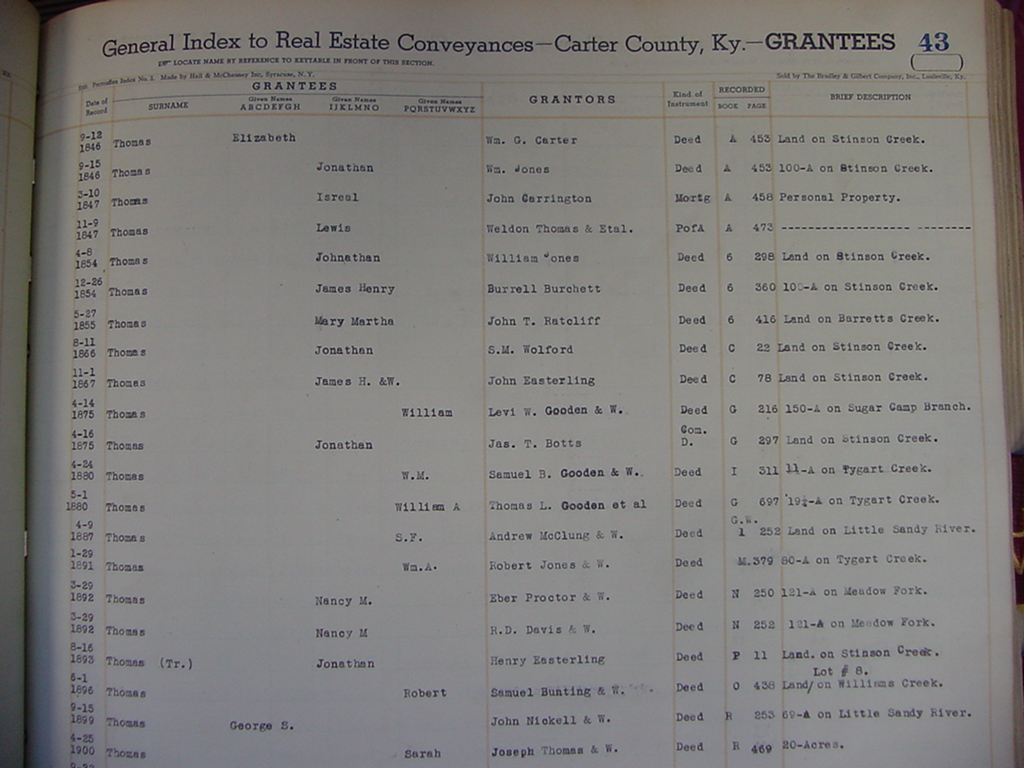 General Index to Real Estate Conveyances—Carter County, Ky.—GRANTEES 43
LOCATE NAME BY REFERENCE TO KEYTABLE IN FRONT OF THIS SECTION.
Index No. 2. Made by Hall & McChesney Inc, Syracuse, N. Y. Sold by The Bradley & Gilbert Company, Inc., Louisville, Ky.
GRANTEES GRANTORS Kind of Instrument RECORDED BRIEF DESCRIPTION
Date of Record SURNAME Given Names ABCDEFGH Given Names IJKLMNO Given Names PQRSTUVWXYZ BOOK PAGE
9-12 1846 Thomas Elizabeth Wm. G. Carter Deed A 453 Land on Stinson Creek.
9-15 1846 Thomas Jonathan Wm. Jones Deed A 453 100-A on Stinson Creek.
3-10 1847 Thomas Isreal John Carrington Mortg A 458 Personal Property.
11-9 1847 Thomas Lewis Weldon Thomas & Etal. PofA A 473 ------------------- --------
4-8 1854 Thomas Johnathan William Jones Deed 6 298 Land on Stinson Creek.
12-26 1854 Thomas James Henry Burrell Burchett Deed 6 360 100-A on Stinson Creek.
5-27 1855 Thomas Mary Martha John T. Ratcliff Deed 6 416 Land on Barretts Creek.
8-11 1866 Thomas Jonathan S.M. Wolford Deed C 22 Land on Stinson Creek.
11-1 1867 Thomas James H. &W. John Easterling Deed C 78 Land on Stinson Creek.
4-14 1875 Thomas William Levi W. Gooden & W. Deed G 216 150-A on Sugar Camp Branch.
4-16 1875 Thomas Jonathan Jas. T. Botts Com. D. G 297 Land on Stinson Creek.
4-24 1880 Thomas W.M. Samuel B. Gooden & W. Deed I 311 11-A on Tygart Creek.
5-1 1880 Thomas William A Thomas L. Gooden et al Deed G 697 19¼-A on Tygart Creek.
4-9 1887 Thomas S.F. Andrew McClung & W. Deed G.W. 1 252 Land on Little Sandy River.
1-29 1891 Thomas Wm.A. Robert Jones & W. Deed M.379 80-A on Tygert Creek.
3-29 1892 Thomas Nancy M. Eber Proctor & W. Deed N 250 121-A on Meadow Fork.
3-29 1892 Thomas Nancy M R.D. Davis & W. Deed N 252 121-A on Meadow Fork.
8-16 1893 Thomas (Tr.) Jonathan Henry Easterling Deed P 11 Land. on Stinson Creek.
Lot # 8.
6-1 1896 Thomas Robert Samuel Bunting & W. Deed O 438 Land/on Williams Creek.
9-15 1899 Thomas George S. John Nickell & W. Deed R 253 69-A on Little Sandy River.
4-25 1900 Thomas Sarah Joseph Thomas & W. Deed R 469 20-Acres.